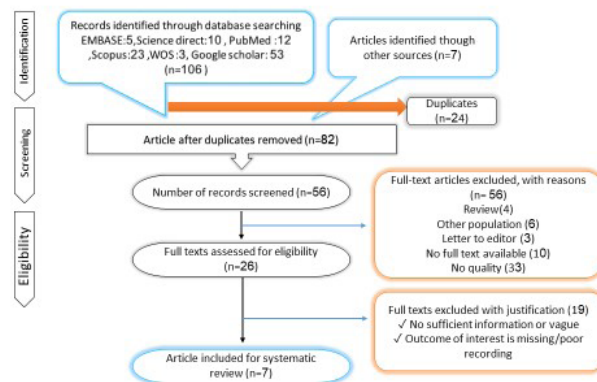 Identification
Records identified through database searching
EMBASE:5,Science direct:10 , PubMed :12
,Scopus:23 ,WOS :3, Google scholar: 53
(n=106 )
Articles identified though
other sources (n=7)
Duplicates
(n=24)
Screening
Article after duplicates removed (n=82)
Number of records screened (n=56)
Full-text articles excluded, with reasons
(n= 56)
Review(4)
Other population (6)
Letter to editor (3)
No full text available (10)
No quality (33)
Eligibility
Full texts assessed for eligibility
(n=26)
Full texts excluded with justification (19)
✓ No sufficient information or vague
✓ Outcome of interest is missing/poor
recording
Article included for systematic
review (n=7)